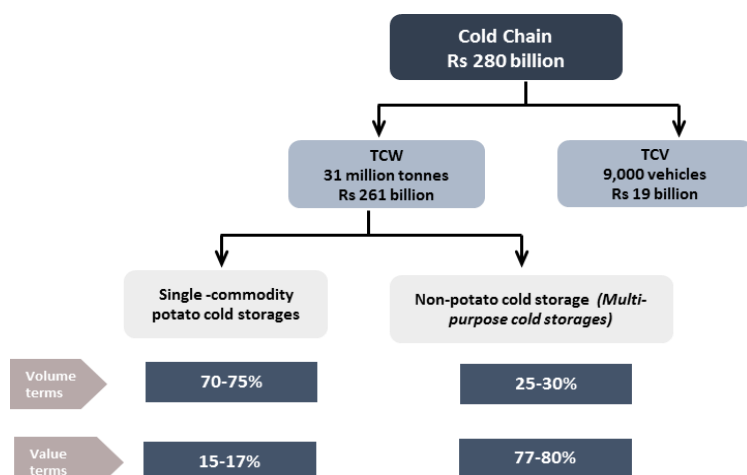 Cold Chain
Rs 280 billion
TCW
31 million tonnes
Rs 261 billion
TCV
9,000 vehicles
Rs 19 billion
Single -commodity
potato cold storages
Non-potato cold storage (Multi-
purpose cold storages)
Volume
terms
70-75%
25-30%
Value
terms
15-17%
77-80%